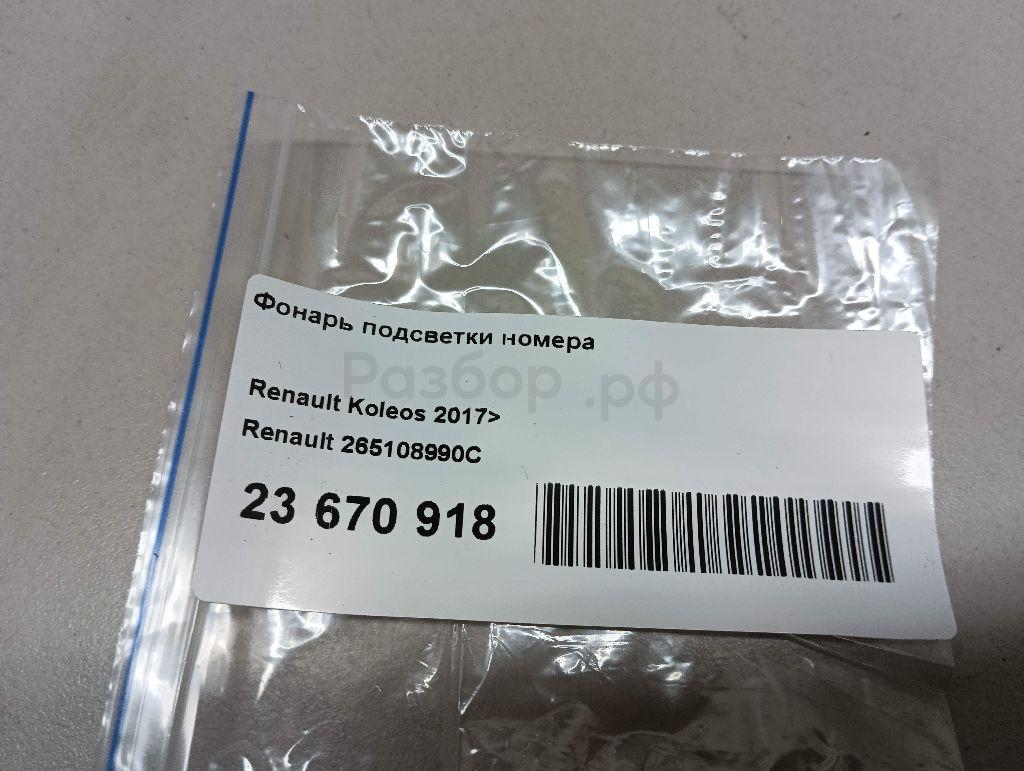 Фонарь подсветки номера
Разбор.рф
Renault Koleos 2017>
Renault 265108990C
23 670 918